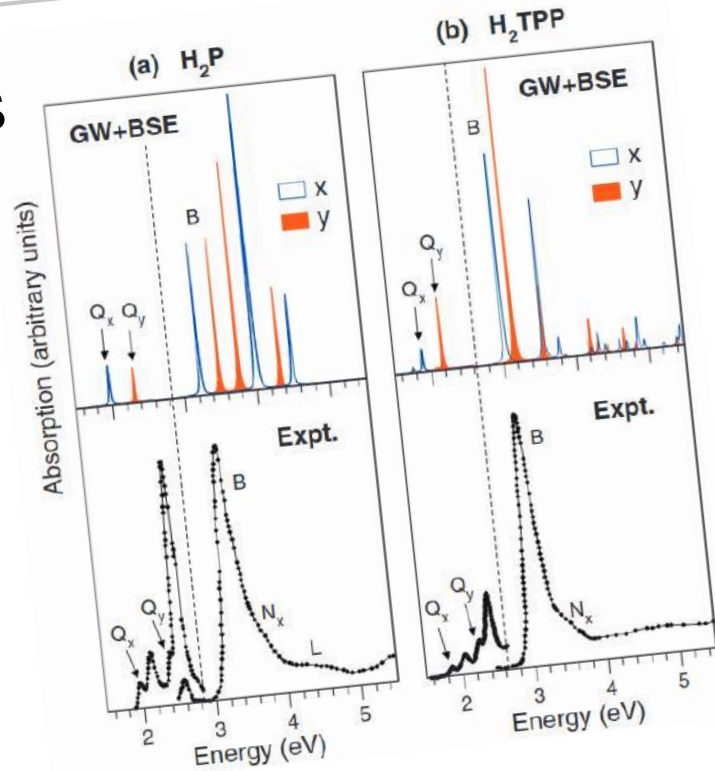 s
(a) H₂P
(b) H₂TPP
Absorption (arbitrary units)
GW+BSE
B
Qx Qy
x
y
GW+BSE
B
Qy
Qx
x
y
Expt.
B
Qx
Qy
Nx
L
2 3 4 5
Energy (eV)
Expt.
B
Qx
Qy
Nx
2 3 4 5
Energy (eV)